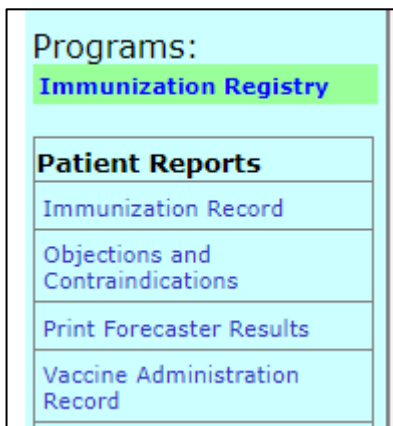 Programs:
Immunization Registry
Patient Reports
Immunization Record
Objections and
Contraindications
Print Forecaster Results
Vaccine Administration
Record